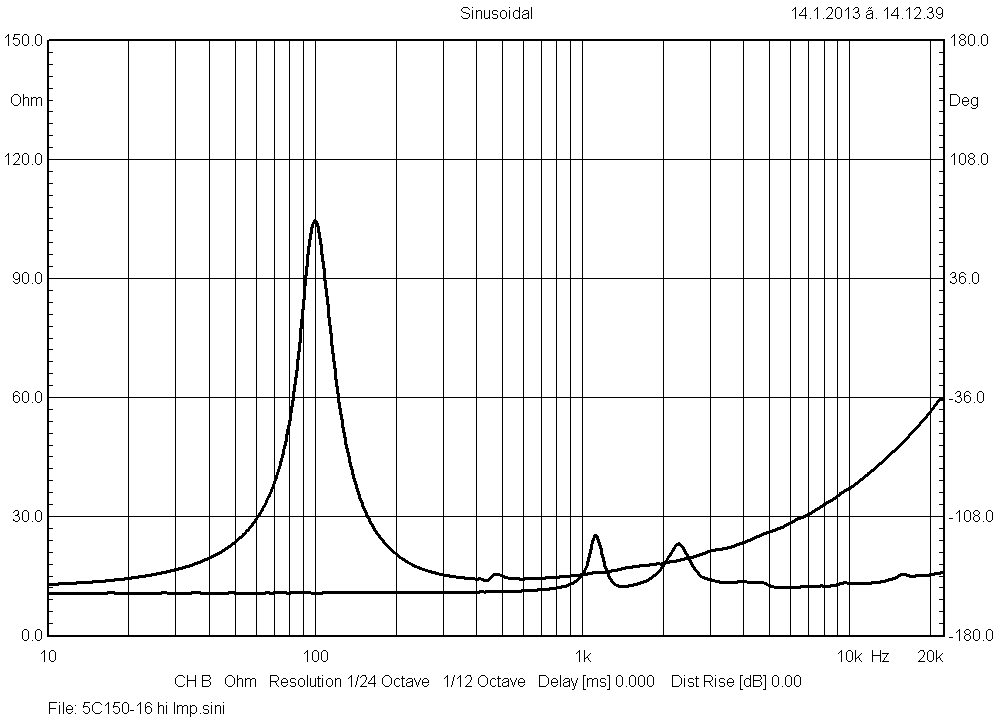 Sinusoidal 14.1.2013 ã. 14.12.39
150.0 180.0
Ohm Deg
120.0 108.0
90.0 36.0
60.0 -36.0
30.0 -108.0
0.0 -180.0
10 100 1k 10k Hz 20k
CH B Ohm Resolution 1/24 Octave 1/12 Octave Delay [ms] 0.000 Dist Rise [dB] 0.00
File: 5C150-16 hi Imp.sini